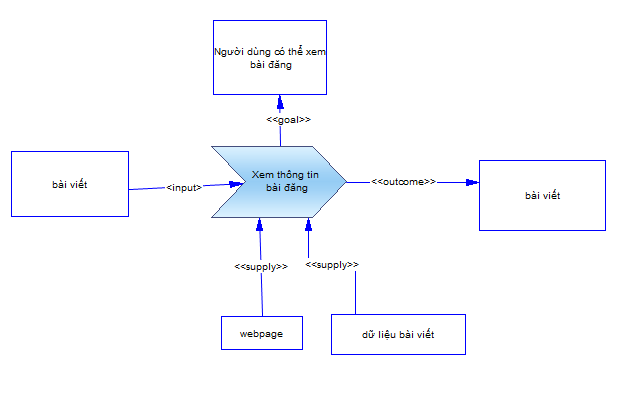 Người dùng có thể xem
bài đăng
<<goal>>
bài viết
<input>
Xem thông tin
bài đăng
<<outcome>>
bài viết
<<supply>>
<<supply>>
webpage
dữ liệu bài viết